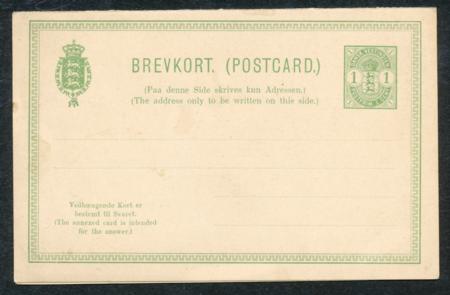 BREVKORT. (POSTCARD.)
(Paa denne Side skrives kun Adressen.)
(The address only to be written on this side.)
1 1
Vedhængende Kort er
bestemt til Svaret.
(The annexed card is intended
for the answer.)